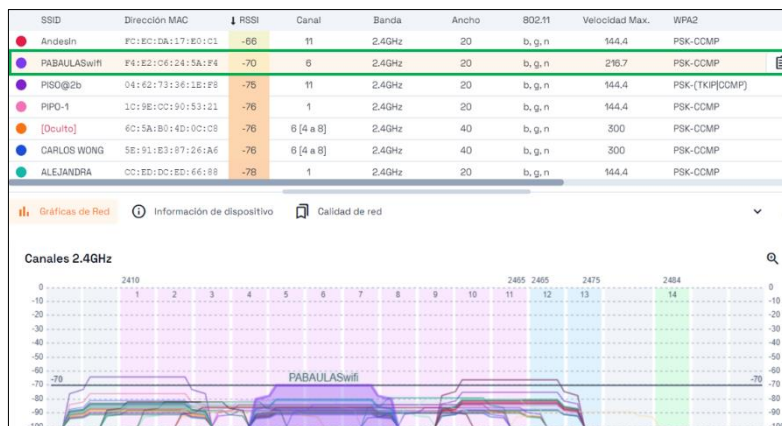 SSID Dirección MAC ↓ RSSI Canal Banda Ancho 802.11 Velocidad Max. WPA2
AndesIn FC:EC:DA:17:E0:C1 -66 11 2.4GHz 20 b, g, n 144.4 PSK-CCMP
PABAULASwifi F4:E2:C6:24:5A:F4 -70 6 2.4GHz 20 b, g, n 216.7 PSK-CCMP
PISO@2b 04:62:73:36:1E:F8 -75 11 2.4GHz 20 b, g, n 144.4 PSK-(TKIP|CCMP)
PIPO-1 1C:9E:CC:90:53:21 -76 1 2.4GHz 20 b, g, n 144.4 PSK-CCMP
[Oculto] 6C:5A:B0:4D:0C:C8 -76 6 [4 a 8] 2.4GHz 40 b, g, n 300 PSK-CCMP
CARLOS WONG 5E:91:E3:87:26:A6 -76 6 [4 a 8] 2.4GHz 40 b, g, n 300 PSK-CCMP
ALEJANDRA CC:ED:DC:ED:66:88 -78 1 2.4GHz 20 b, g, n 144.4 PSK-CCMP
Gráficas de Red Información de dispositivo Calidad de red
Canales 2.4GHz
2410 2465 2465 2475 2484
0 1 2 3 4 5 6 7 8 9 10 11 12 13 14 0
-10 -10
-20 -20
-30 -30
-40 -40
-50 -50
-60 -60
PABAULASwifi
-70 -70 -70 -70
-80 -80
-90 -90
-100 -100